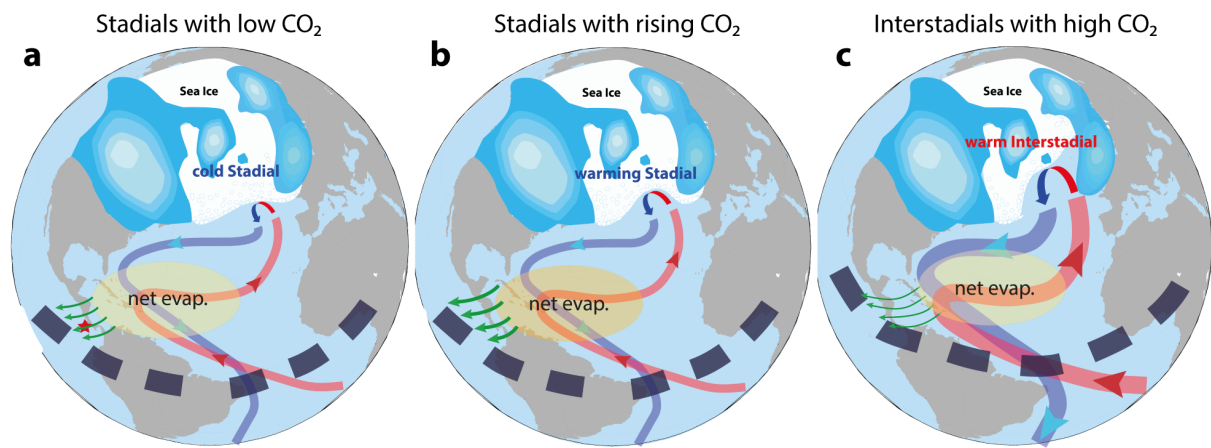 Stadials with low CO₂
Stadials with rising CO₂
Interstadials with high CO₂
a
b
c
Sea Ice
cold Stadial
net evap.
Sea Ice
warming Stadial
net evap.
Sea Ice
warm Interstadial
net evap.